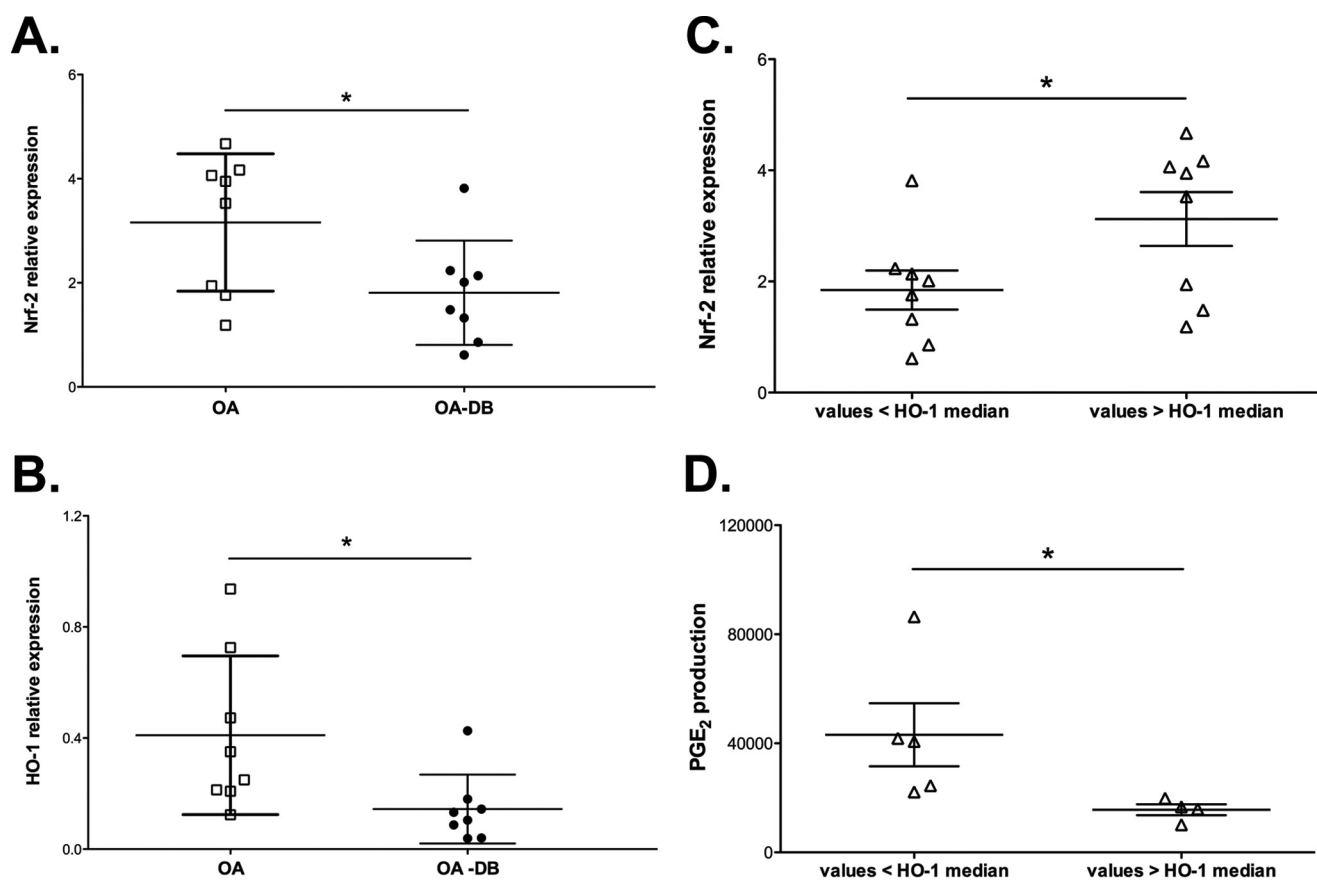 A.
6
4
2
0
Nrf-2 relative expression
*
OA
OA-DB
B.
1.2
0.8
0.4
0.0
HO-1 relative expression
*
OA
OA -DB
C.
6
4
2
0
Nrf-2 relative expression
*
values < HO-1 median
values > HO-1 median
D.
120000
80000
40000
0
PGE₂ production
*
values < HO-1 median
values > HO-1 median